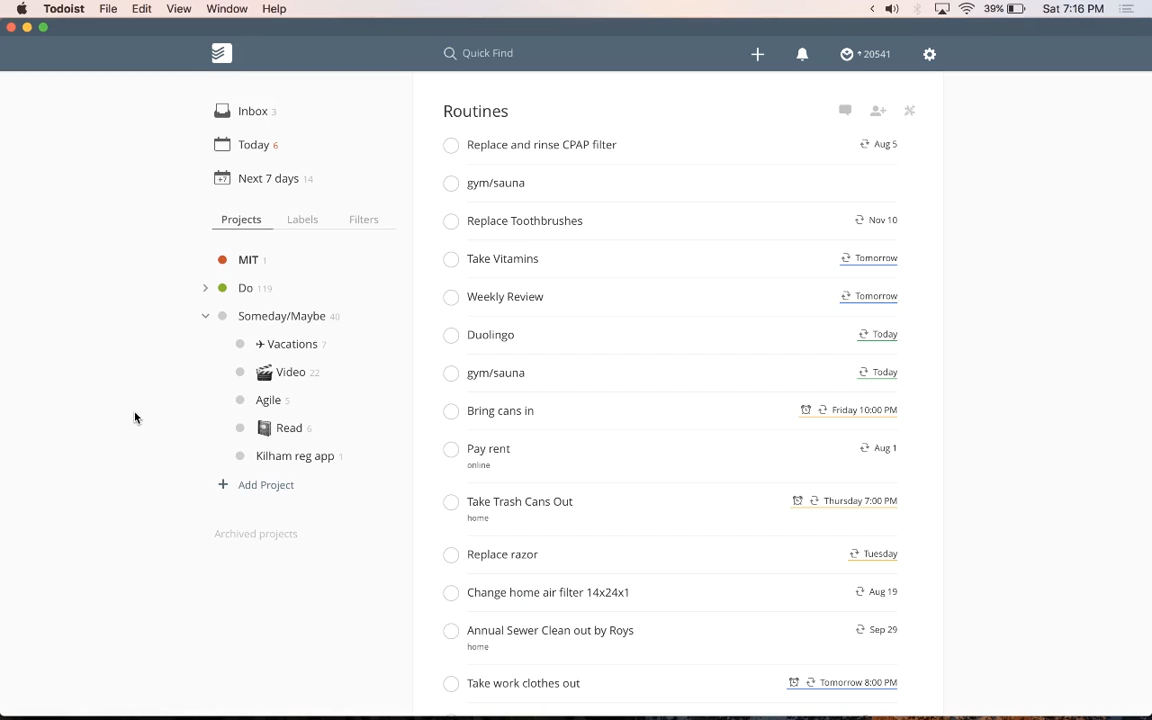 Todoist File Edit View Window Help 39% Sat 7:16 PM
Quick Find
20541
Inbox 3
Today 6
+7 Next 7 days 14
Projects Labels Filters
MIT 1
Do 119
Someday/Maybe 40
Vacations 7
Video 22
Agile 5
Read 6
Kilham reg app 1
Add Project
Archived projects
Routines
Replace and rinse CPAP filter Aug 5
gym/sauna
Replace Toothbrushes Nov 10
Take Vitamins Tomorrow
Weekly Review Tomorrow
Duolingo Today
gym/sauna Today
Bring cans in Friday 10:00 PM
Pay rent Aug 1
online
Take Trash Cans Out Thursday 7:00 PM
home
Replace razor Tuesday
Change home air filter 14x24x1 Aug 19
Annual Sewer Clean out by Roys Sep 29
home
Take work clothes out Tomorrow 8:00 PM